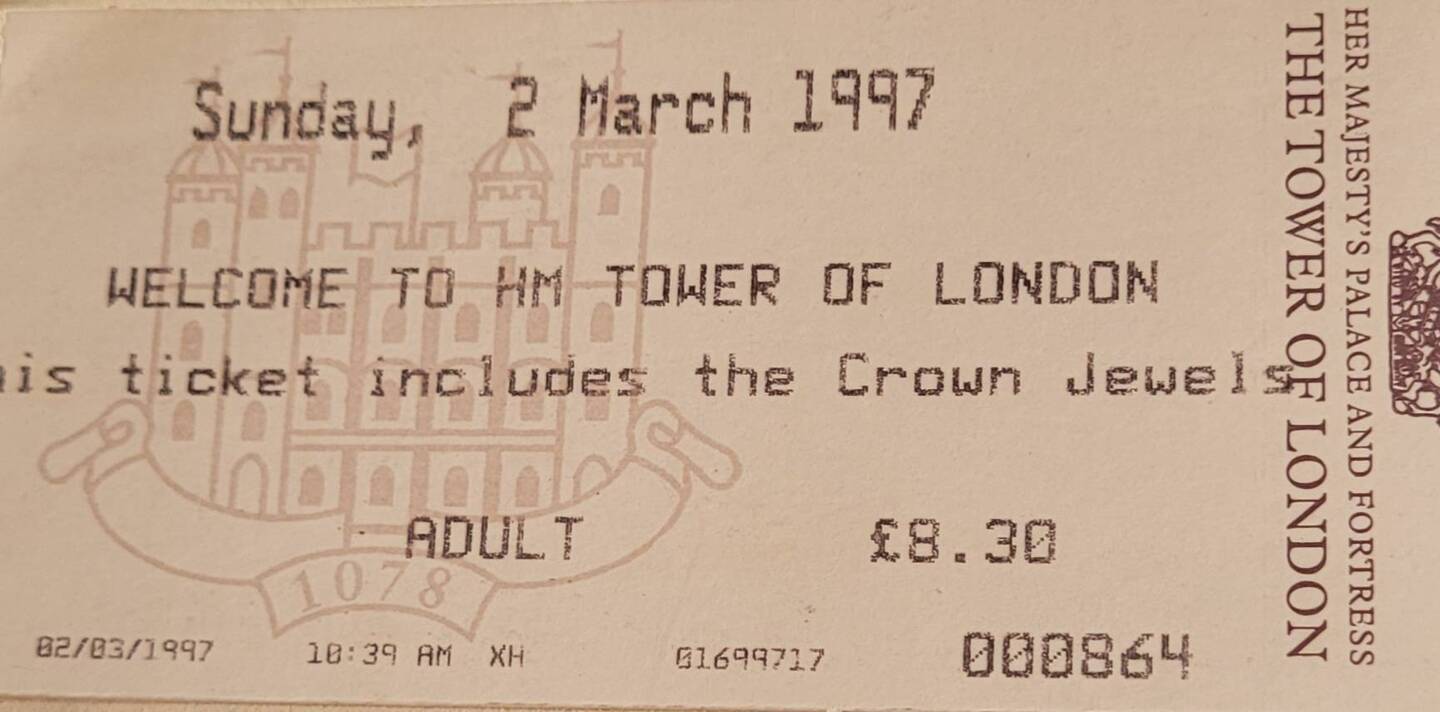 Sunday, 2 March 1997
WELCOME TO HM TOWER OF LONDON
his ticket includes the Crown Jewels
ADULT £8.30
1078
02/03/1997 10:39 AM XH 01699717 000864
HER MAJESTY'S PALACE AND FORTRESS
THE TOWER OF LONDON